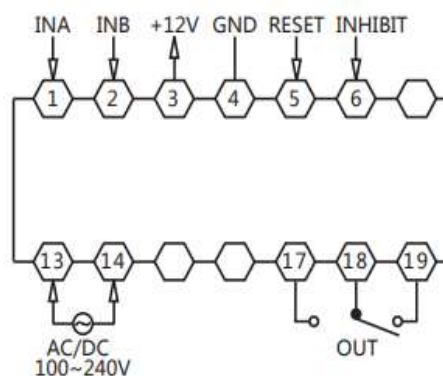 INA INB +12V GND RESET INHIBIT
1 2 3 4 5 6
13 14 17 18 19
AC/DC OUT
100~240V